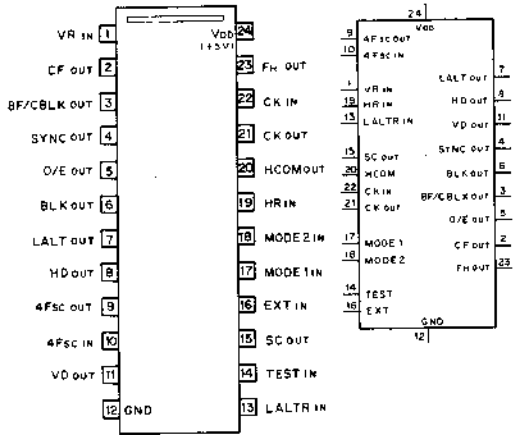 VR IN 1
CF OUT 2
BF/CBLK OUT 3
SYNC OUT 4
O/E OUT 5
BLK OUT 6
LALT OUT 7
HD OUT 8
4FSC OUT 9
4FSC IN 10
VD OUT 11
12 GND
VDD 24
(+5V)
23 FH OUT
22 CK IN
21 CK OUT
20 HCOM OUT
19 HR IN
18 MODE 2 IN
17 MODE 1 IN
16 EXT IN
15 SC OUT
14 TEST IN
13 LALTR IN
24
VDD
9 4FSC OUT
10 4FSC IN
1 VR IN
19 HR IN
13 LALTR IN
15 SC OUT
20 HCOM
22 CK IN
21 CK OUT
17 MODE 1
18 MODE 2
14 TEST
16 EXT
LALT OUT 7
HD OUT 8
VD OUT 11
SYNC OUT 4
BLK OUT 6
BF/CBLX OUT 3
O/E OUT 5
CF OUT 2
FH OUT 23
GND
12